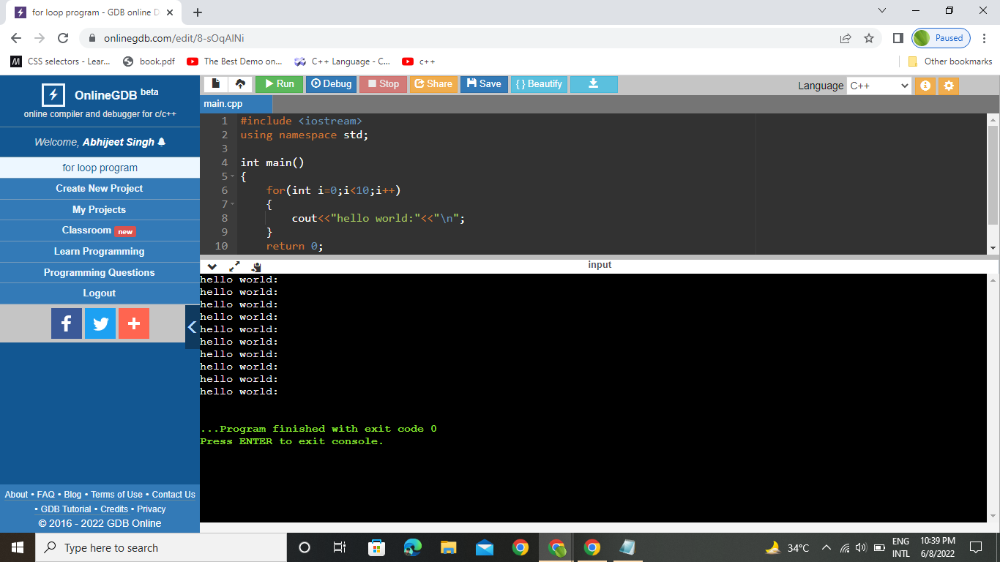 for loop program - GDB online D
onlinegdb.com/edit/8-sOqAlNi
Paused
CSS selectors - Lear...
book.pdf
The Best Demo on...
C++ Language - C...
c++
Other bookmarks
OnlineGDB beta
online compiler and debugger for c/c++
Welcome, Abhijeet Singh
for loop program
Create New Project
My Projects
Classroom new
Learn Programming
Programming Questions
Logout
About • FAQ • Blog • Terms of Use • Contact Us
• GDB Tutorial • Credits • Privacy
© 2016 - 2022 GDB Online
Run
Debug
Stop
Share
Save
{ } Beautify
Language C++
main.cpp
1 #include <iostream>
2 using namespace std;
3
4 int main()
5 {
6 for(int i=0;i<10;i++)
7 {
8 cout<<"hello world:"<<"\n";
9 }
10 return 0;
input
hello world:
hello world:
hello world:
hello world:
hello world:
hello world:
hello world:
hello world:
hello world:
hello world:
...Program finished with exit code 0
Press ENTER to exit console.
Type here to search
34°C
ENG
INTL
10:39 PM
6/8/2022